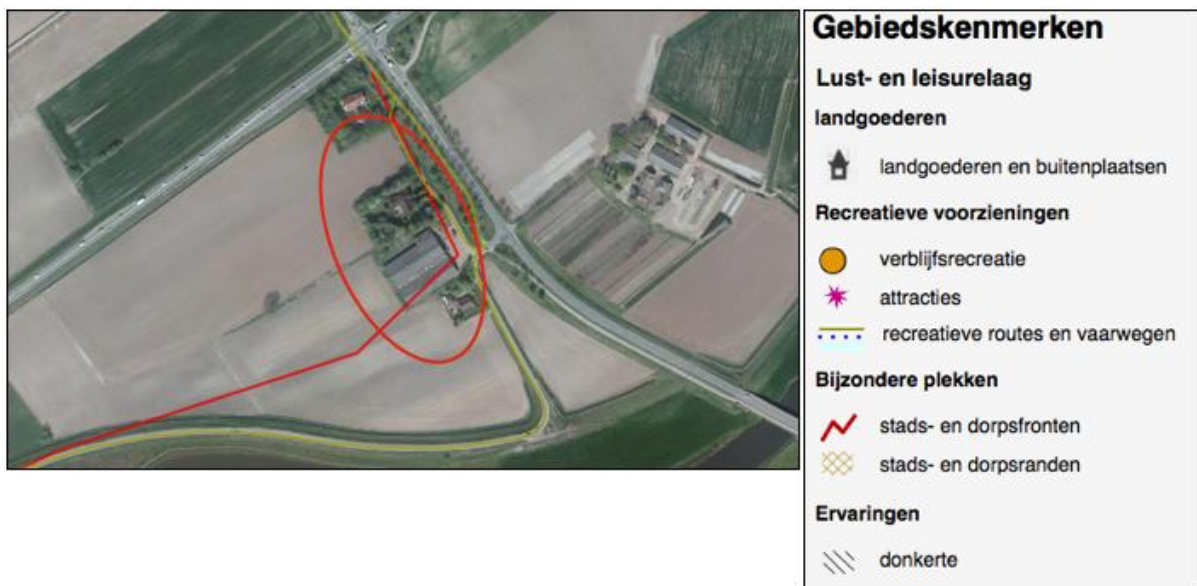 Gebiedskenmerken
Lust- en leisurelaag
landgoederen
landgoederen en buitenplaatsen
Recreatieve voorzieningen
verblijfsrecreatie
attracties
recreatieve routes en vaarwegen
Bijzondere plekken
stads- en dorpsfronten
stads- en dorpsranden
Ervaringen
donkerte